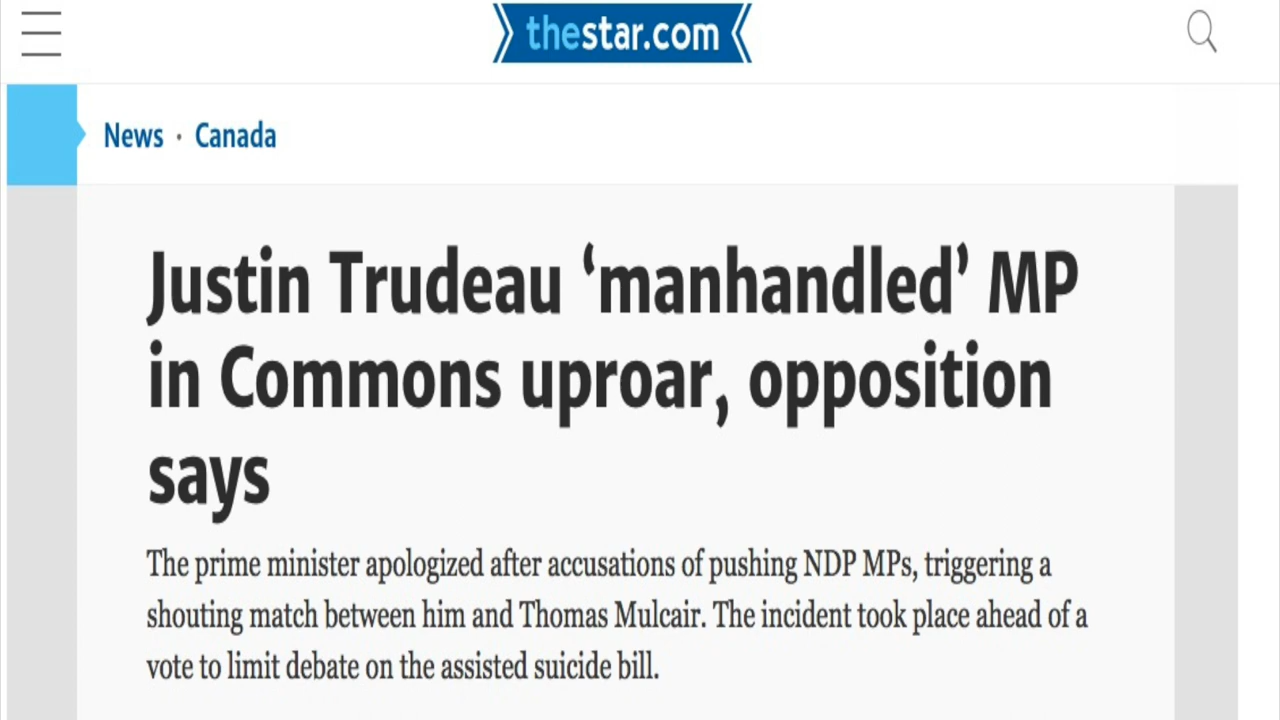 thestar.com
News · Canada
Justin Trudeau ‘manhandled’ MP
in Commons uproar, opposition
says
The prime minister apologized after accusations of pushing NDP MPs, triggering a
shouting match between him and Thomas Mulcair. The incident took place ahead of a
vote to limit debate on the assisted suicide bill.